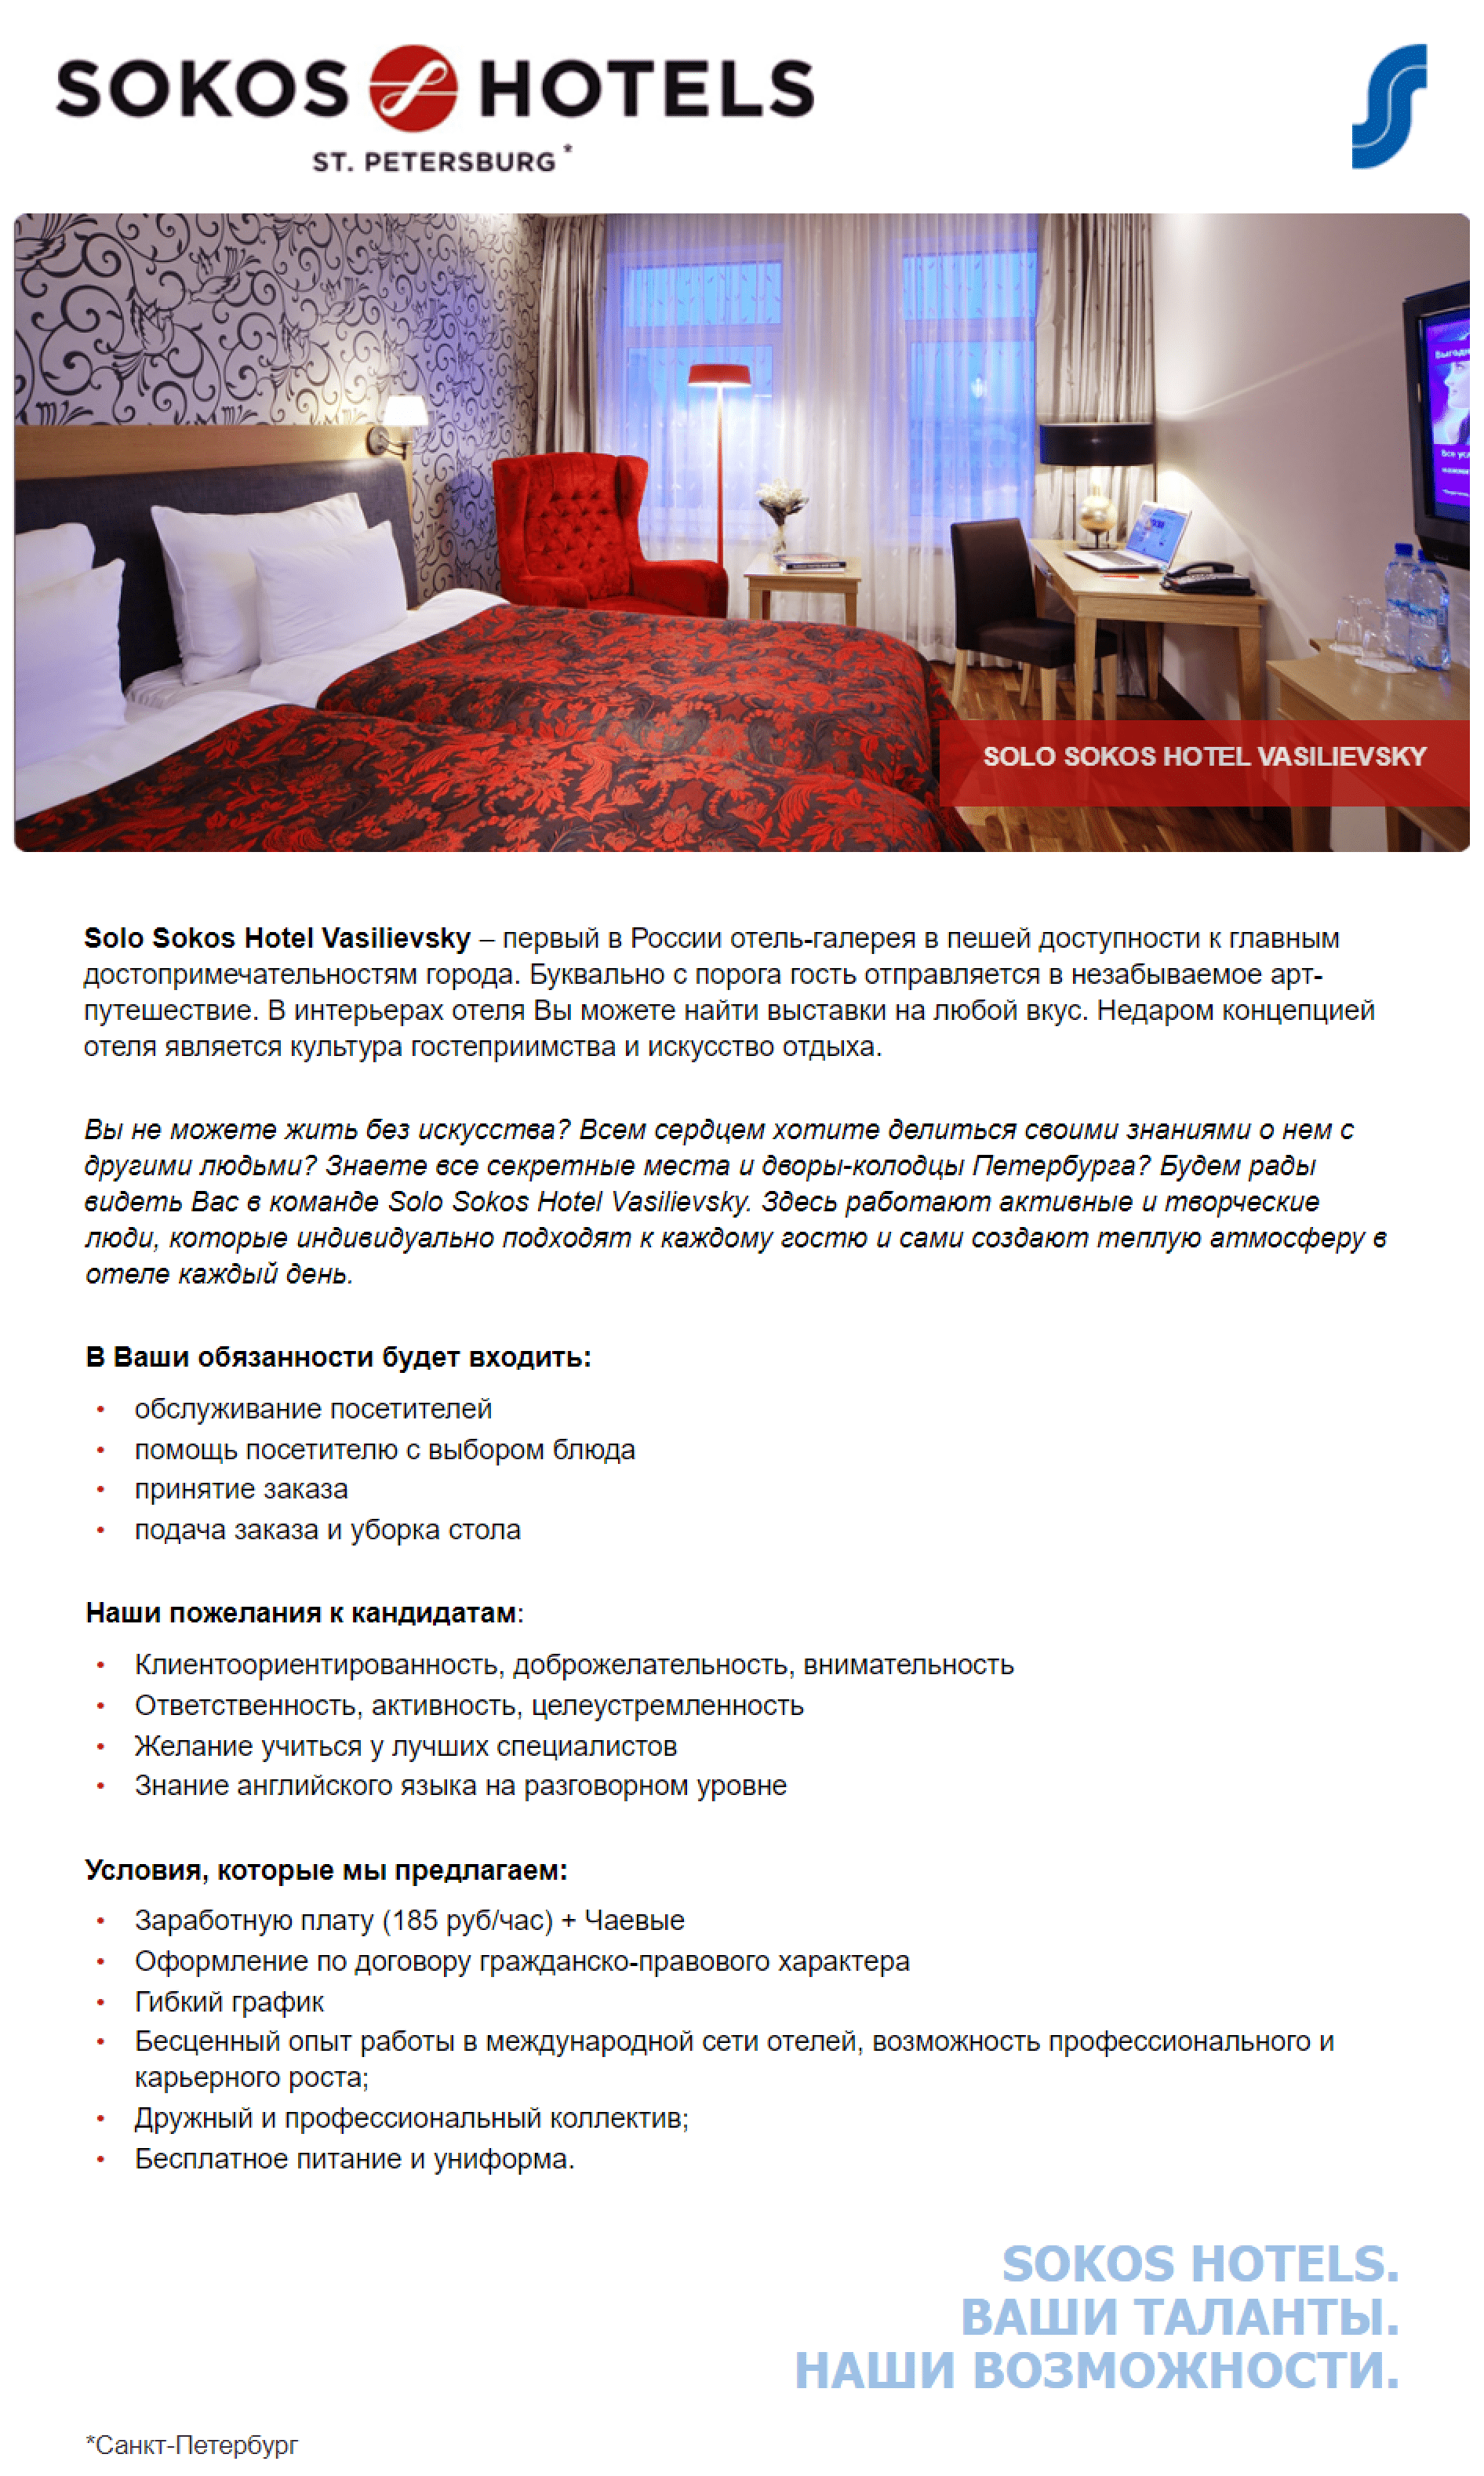 SOKOS HOTELS
ST. PETERSBURG*
Выгодн
Все усл
SOLO SOKOS HOTEL VASILIEVSKY
Solo Sokos Hotel Vasilievsky – первый в России отель-галерея в пешей доступности к главным
достопримечательностям города. Буквально с порога гость отправляется в незабываемое арт-
путешествие. В интерьерах отеля Вы можете найти выставки на любой вкус. Недаром концепцией
отеля является культура гостеприимства и искусство отдыха.
Вы не можете жить без искусства? Всем сердцем хотите делиться своими знаниями о нем с
другими людьми? Знаете все секретные места и дворы-колодцы Петербурга? Будем рады
видеть Вас в команде Solo Sokos Hotel Vasilievsky. Здесь работают активные и творческие
люди, которые индивидуально подходят к каждому гостю и сами создают теплую атмосферу в
отеле каждый день.
В Ваши обязанности будет входить:
• обслуживание посетителей
• помощь посетителю с выбором блюда
• принятие заказа
• подача заказа и уборка стола
Наши пожелания к кандидатам:
• Клиентоориентированность, доброжелательность, внимательность
• Ответственность, активность, целеустремленность
• Желание учиться у лучших специалистов
• Знание английского языка на разговорном уровне
Условия, которые мы предлагаем:
• Заработную плату (185 руб/час) + Чаевые
• Оформление по договору гражданско-правового характера
• Гибкий график
• Бесценный опыт работы в международной сети отелей, возможность профессионального и
карьерного роста;
• Дружный и профессиональный коллектив;
• Бесплатное питание и униформа.
SOKOS HOTELS.
ВАШИ ТАЛАНТЫ.
НАШИ ВОЗМОЖНОСТИ.
*Санкт-Петербург